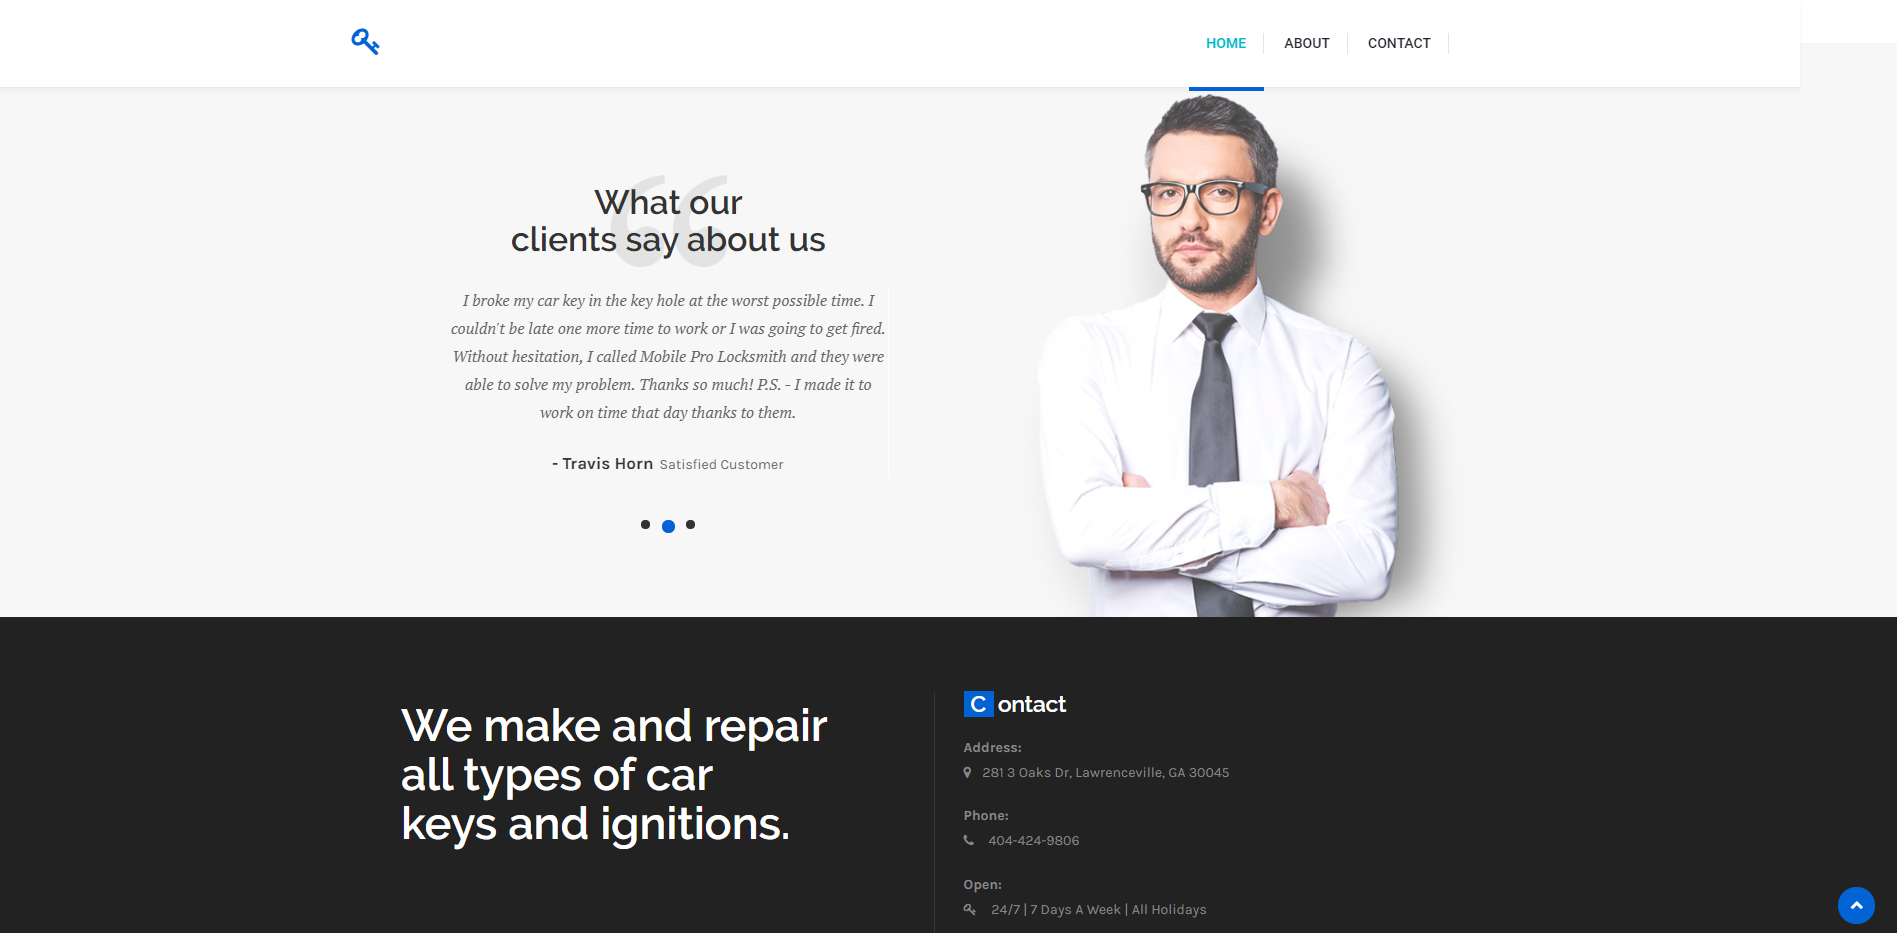 HOME
ABOUT
CONTACT
What our
clients say about us
I broke my car key in the key hole at the worst possible time. I
couldn't be late one more time to work or I was going to get fired.
Without hesitation, I called Mobile Pro Locksmith and they were
able to solve my problem. Thanks so much! P.S. - I made it to
work on time that day thanks to them.
- Travis Horn Satisfied Customer
We make and repair
all types of car
keys and ignitions.
Contact
Address:
281 3 Oaks Dr, Lawrenceville, GA 30045
Phone:
404-424-9806
Open:
24/7 | 7 Days A Week | All Holidays